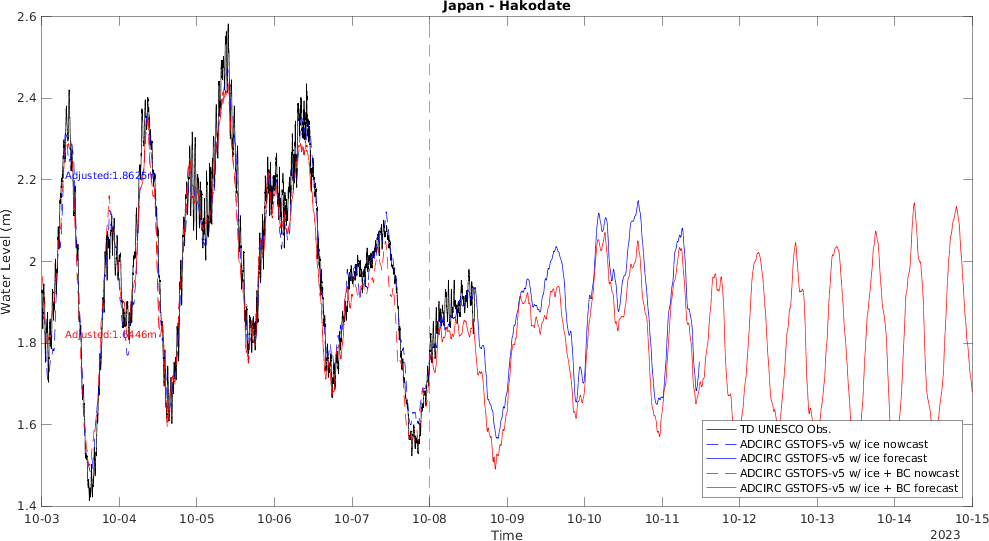 Japan - Hakodate
Water Level (m)
2.6
2.4
2.2
2
1.8
1.6
1.4
Adjusted:1.8625m
Adjusted:1.6446m
TD UNESCO Obs.
ADCIRC GSTOFS-v5 w/ ice nowcast
ADCIRC GSTOFS-v5 w/ ice forecast
ADCIRC GSTOFS-v5 w/ ice + BC nowcast
ADCIRC GSTOFS-v5 w/ ice + BC forecast
10-03 10-04 10-05 10-06 10-07 10-08 10-09 10-10 10-11 10-12 10-13 10-14 10-15
Time
2023